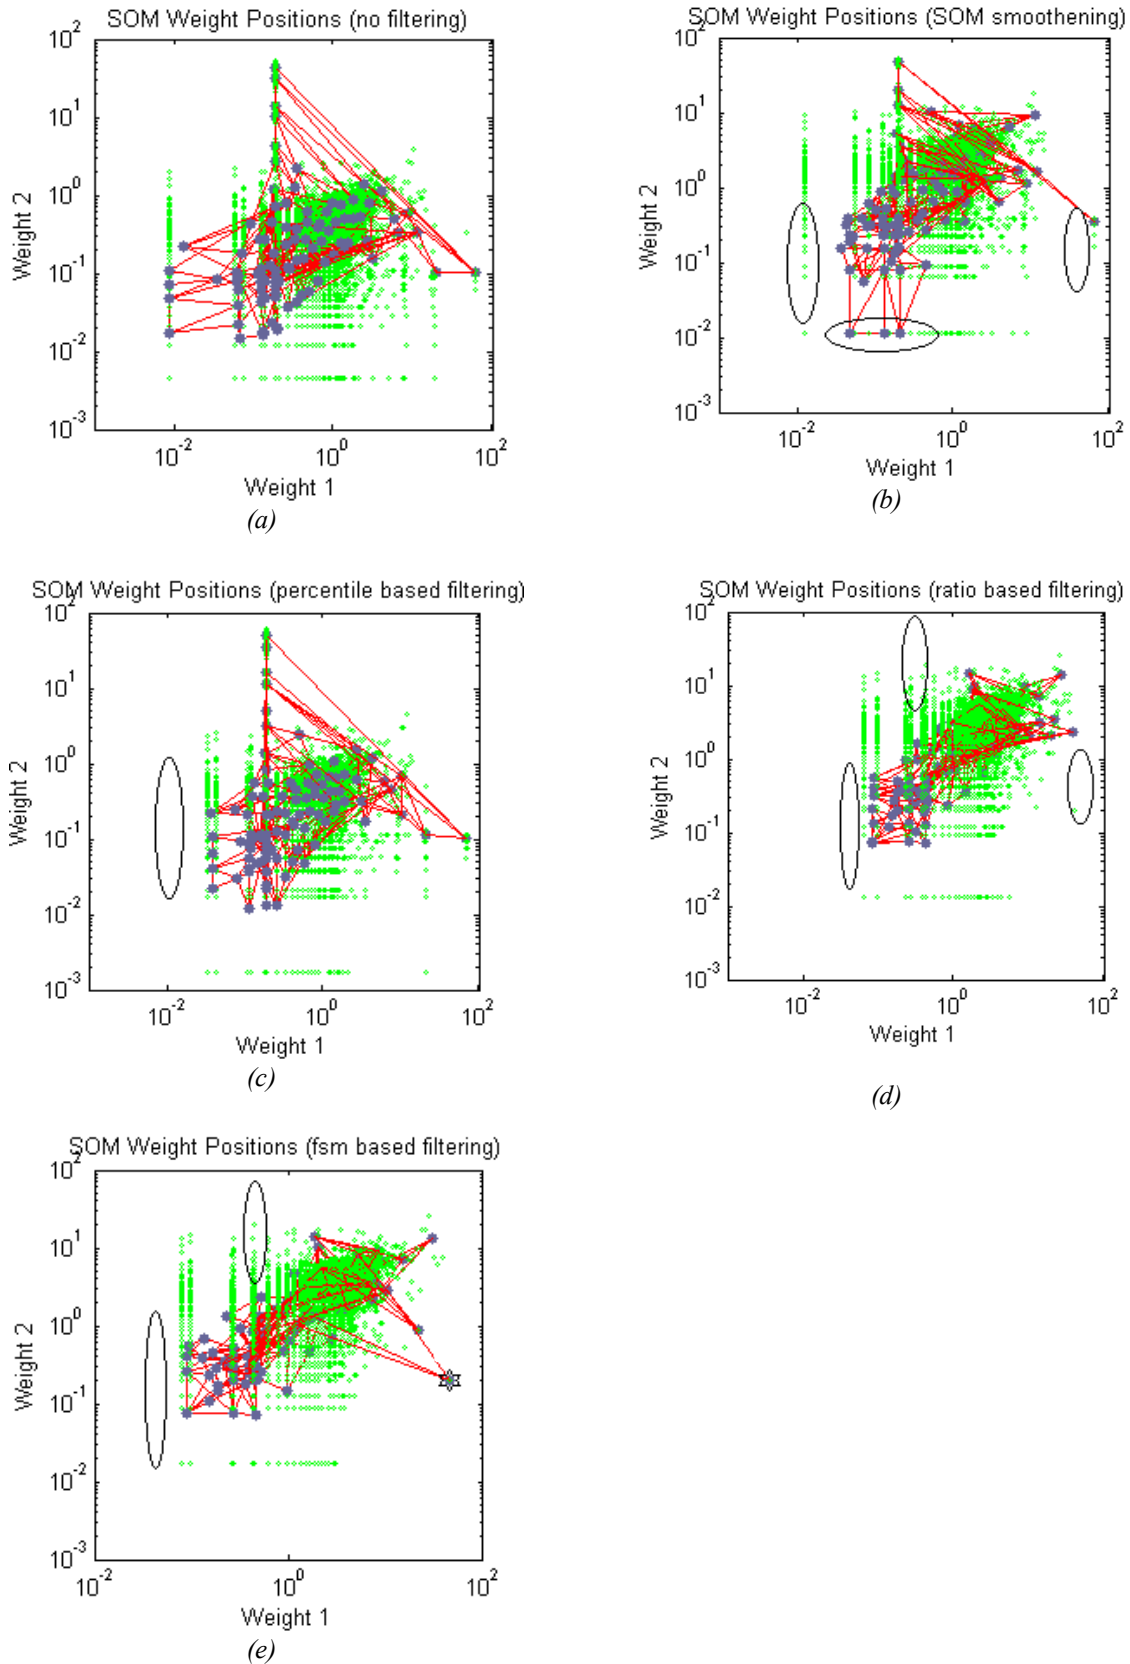 SOM Weight Positions (no filtering)
10^2
10^1
10^0
10^-1
10^-2
10^-3
Weight 2
10^-2 10^0 10^2
Weight 1
(a)
SOM Weight Positions (SOM smoothening)
10^2
10^1
10^0
10^-1
10^-2
10^-3
Weight 2
10^-2 10^0 10^2
Weight 1
(b)
SOM Weight Positions (percentile based filtering)
10^2
10^1
10^0
10^-1
10^-2
10^-3
Weight 2
10^-2 10^0 10^2
Weight 1
(c)
SOM Weight Positions (ratio based filtering)
10^2
10^1
10^0
10^-1
10^-2
10^-3
Weight 2
10^-2 10^0 10^2
Weight 1
(d)
SOM Weight Positions (fsm based filtering)
10^2
10^1
10^0
10^-1
10^-2
10^-3
Weight 2
10^-2 10^0 10^2
Weight 1
(e)